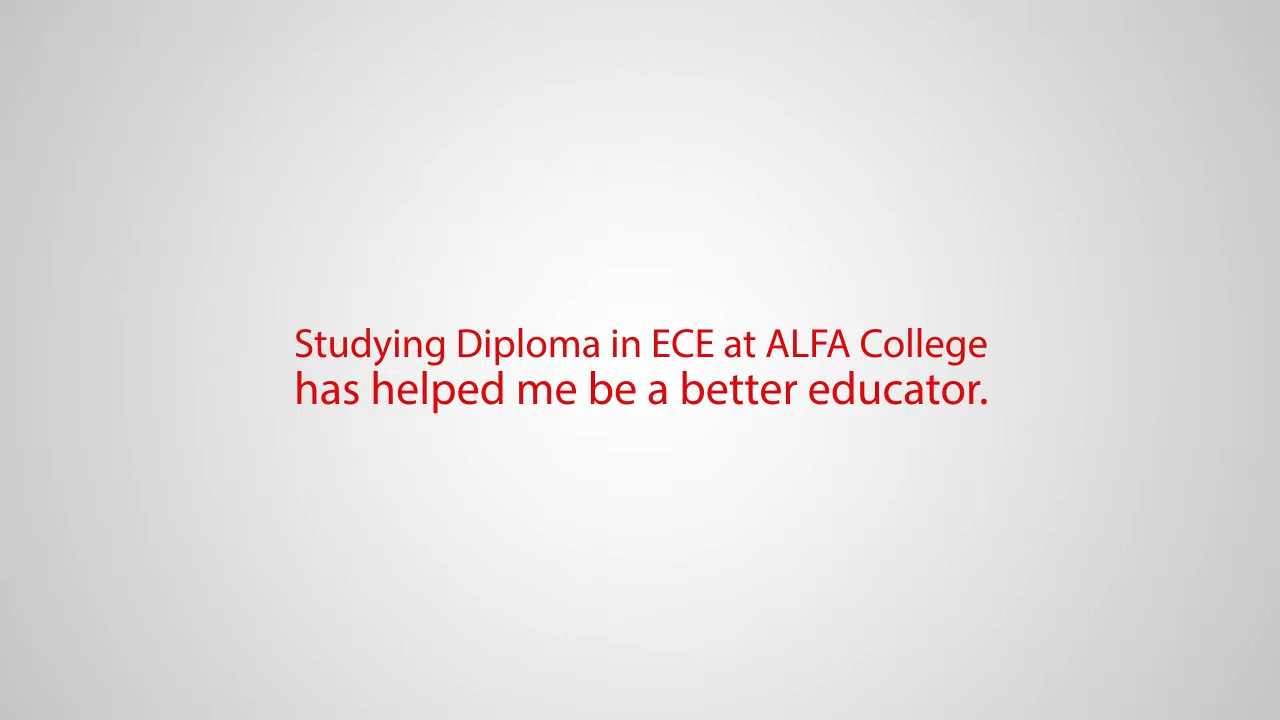 Studying Diploma in ECE at ALFA College
has helped me be a better educator.